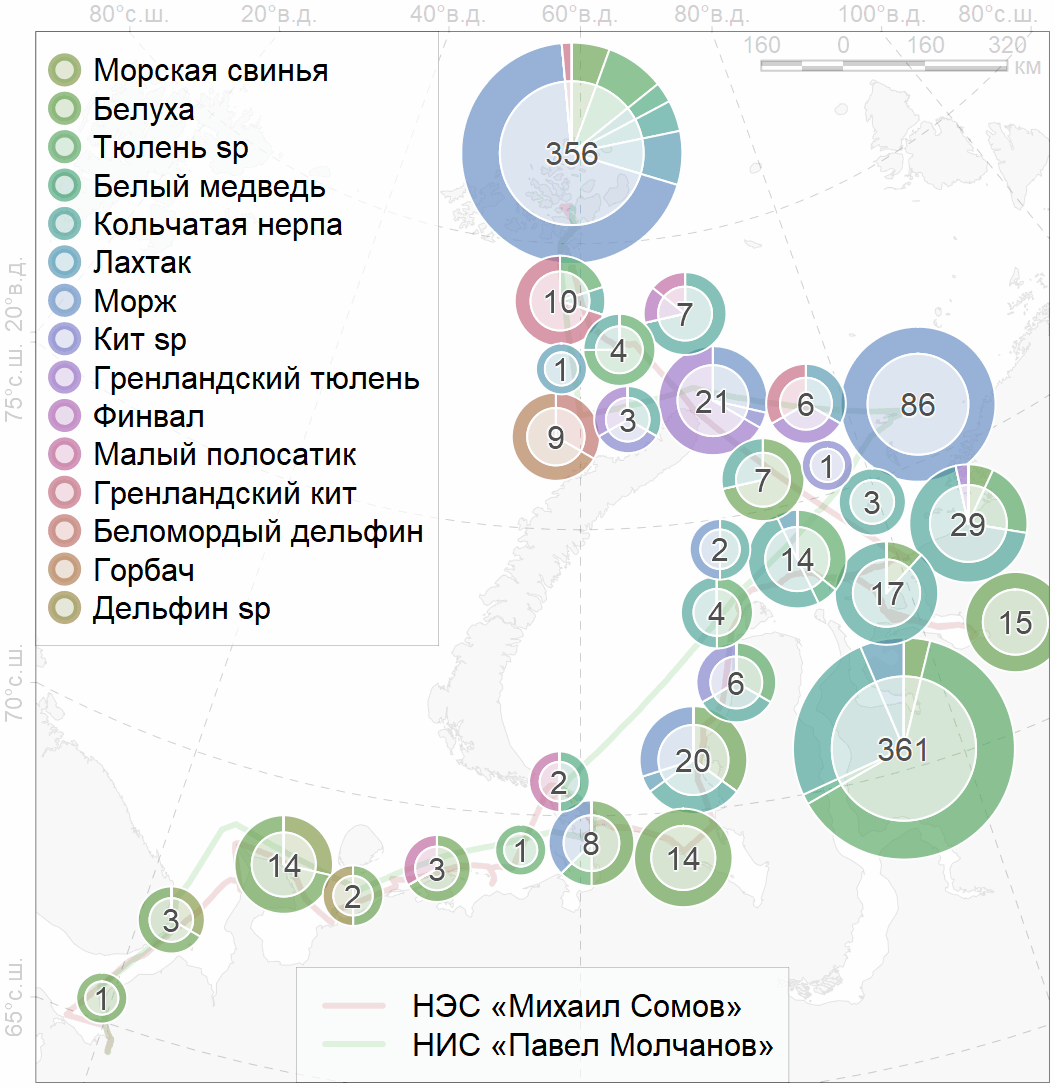 80°с.ш. 20°в.д. 40°в.д. 60°в.д. 80°в.д. 100°в.д. 80°с.ш.
160 0 160 320
км
Морская свинья
Белуха
Тюлень sp
Белый медведь
Кольчатая нерпа
Лахтак
Морж
Кит sp
Гренландский тюлень
Финвал
Малый полосатик
Гренландский кит
Беломордый дельфин
Горбач
Дельфин sp
20°в.д.
75°с.ш.
70°с.ш.
65°с.ш.
356
10
7
4
1
21
6
86
9
3
1
7
3
29
2
14
17
4
15
6
361
20
2
8
1
14
3
14
2
3
1
НЭС «Михаил Сомов»
НИС «Павел Молчанов»